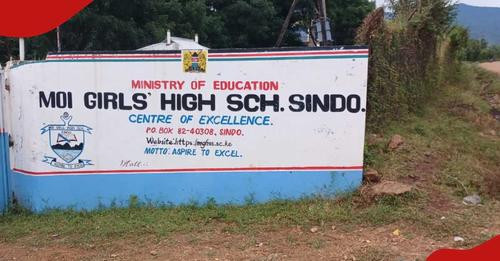 MINISTRY OF EDUCATION
MOI GIRLS' HIGH SCH. SINDO.
CENTRE OF EXCELLENCE.
P.O. BOX 82-40308, SINDO.
MOTTO: ASPIRE TO EXCEL.